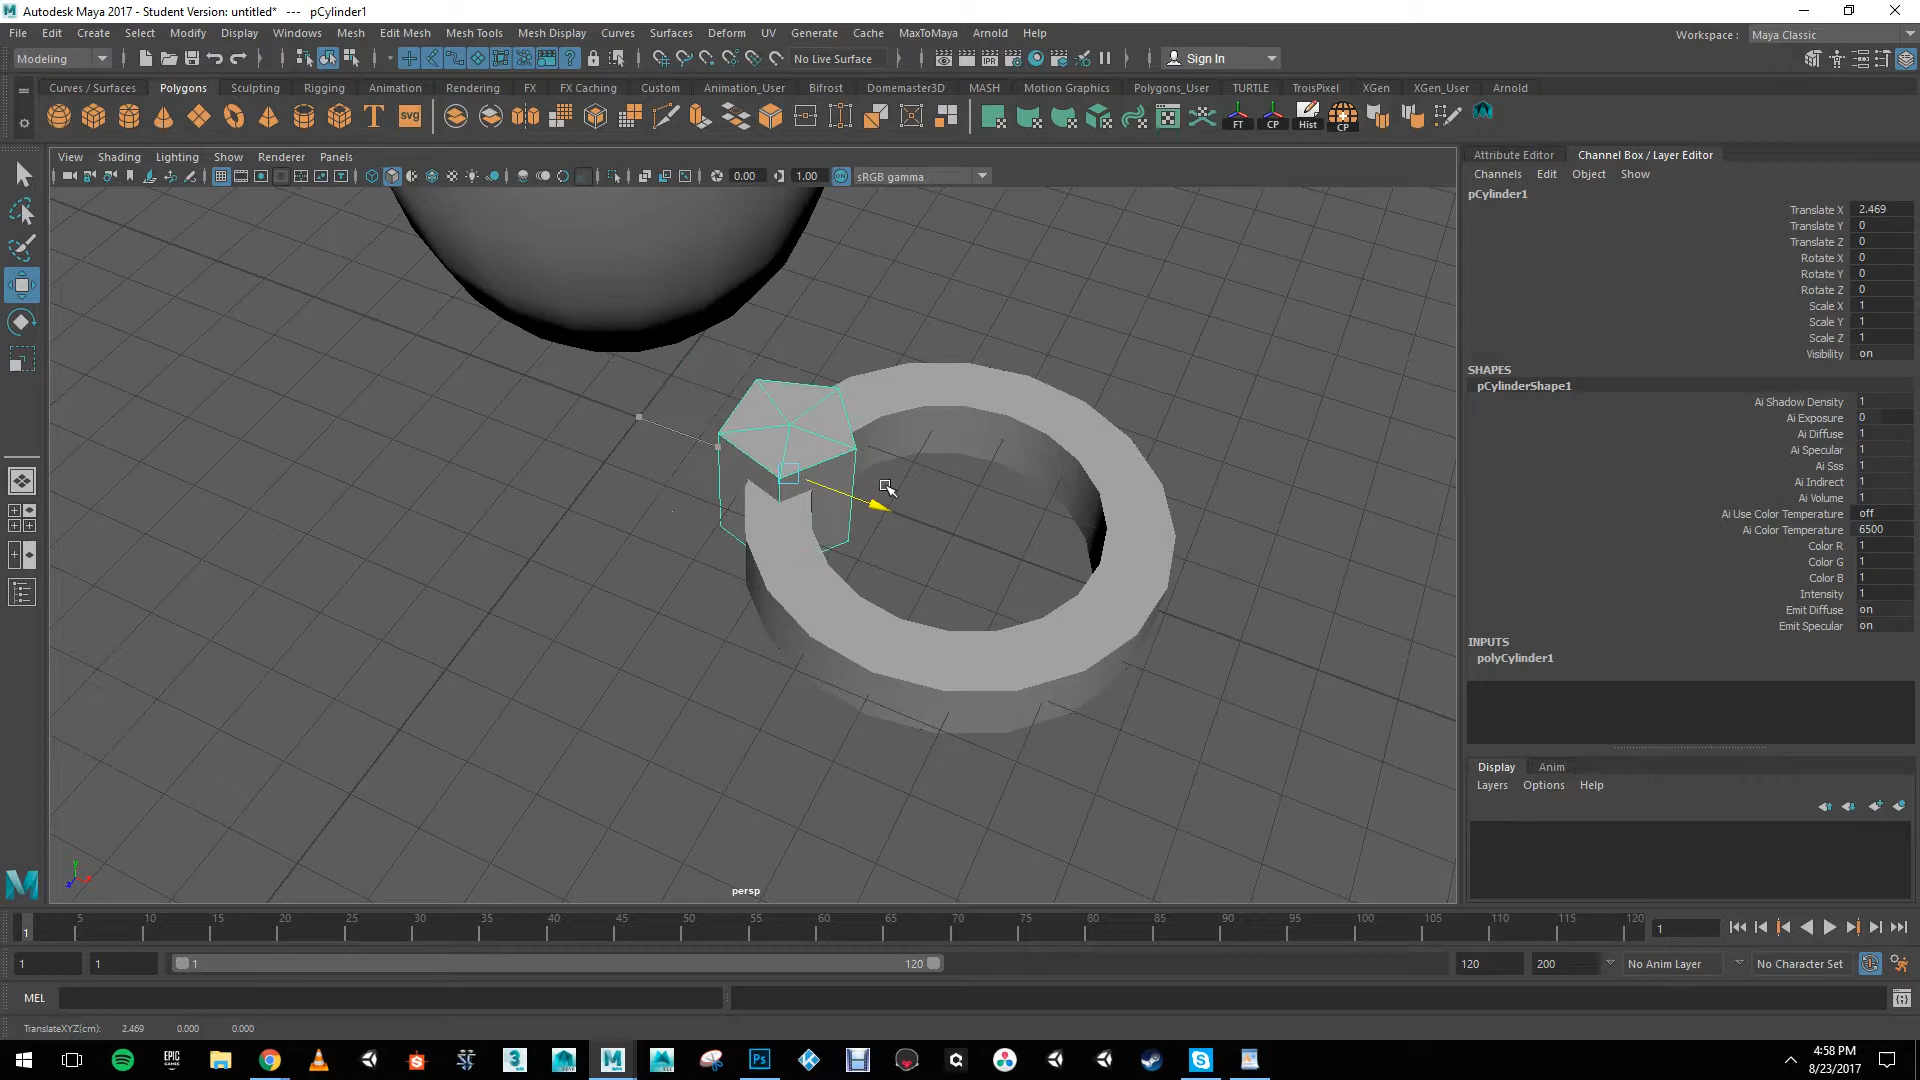 Autodesk Maya 2017 - Student Version: untitled*   ---   pCylinder1
File Edit Create Select Modify Display Windows Mesh Edit Mesh Mesh Tools Mesh Display Curves Surfaces Deform UV Generate Cache MaxToMaya Arnold Help
Workspace : Maya Classic
Modeling No Live Surface Sign In
Curves / Surfaces Polygons Sculpting Rigging Animation Rendering FX FX Caching Custom Animation_User Bifrost Domemaster3D MASH Motion Graphics Polygons_User TURTLE TroisPixel XGen XGen_User Arnold
T svg FT CP Hist CP
View Shading Lighting Show Renderer Panels
0.00 1.00 ON sRGB gamma
Attribute Editor Channel Box / Layer Editor
Channels Edit Object Show
pCylinder1
Translate X 2.469
Translate Y 0
Translate Z 0
Rotate X 0
Rotate Y 0
Rotate Z 0
Scale X 1
Scale Y 1
Scale Z 1
Visibility on
SHAPES
pCylinderShape1
Ai Shadow Density 1
Ai Exposure 0
Ai Diffuse 1
Ai Specular 1
Ai Sss 1
Ai Indirect 1
Ai Volume 1
Ai Use Color Temperature off
Ai Color Temperature 6500
Color R 1
Color G 1
Color B 1
Intensity 1
Emit Diffuse on
Emit Specular on
INPUTS
polyCylinder1
Display Anim
Layers Options Help
y
z
persp
5 10 15 20 25 30 35 40 45 50 55 60 65 70 75 80 85 90 95 100 105 110 115 120
1 1
1 1 1 120 120 200 No Anim Layer No Character Set
MEL
TranslateXYZ(cm): 2.469 0.000 0.000
EPIC GAMES 3 Ps
4:58 PM
8/23/2017